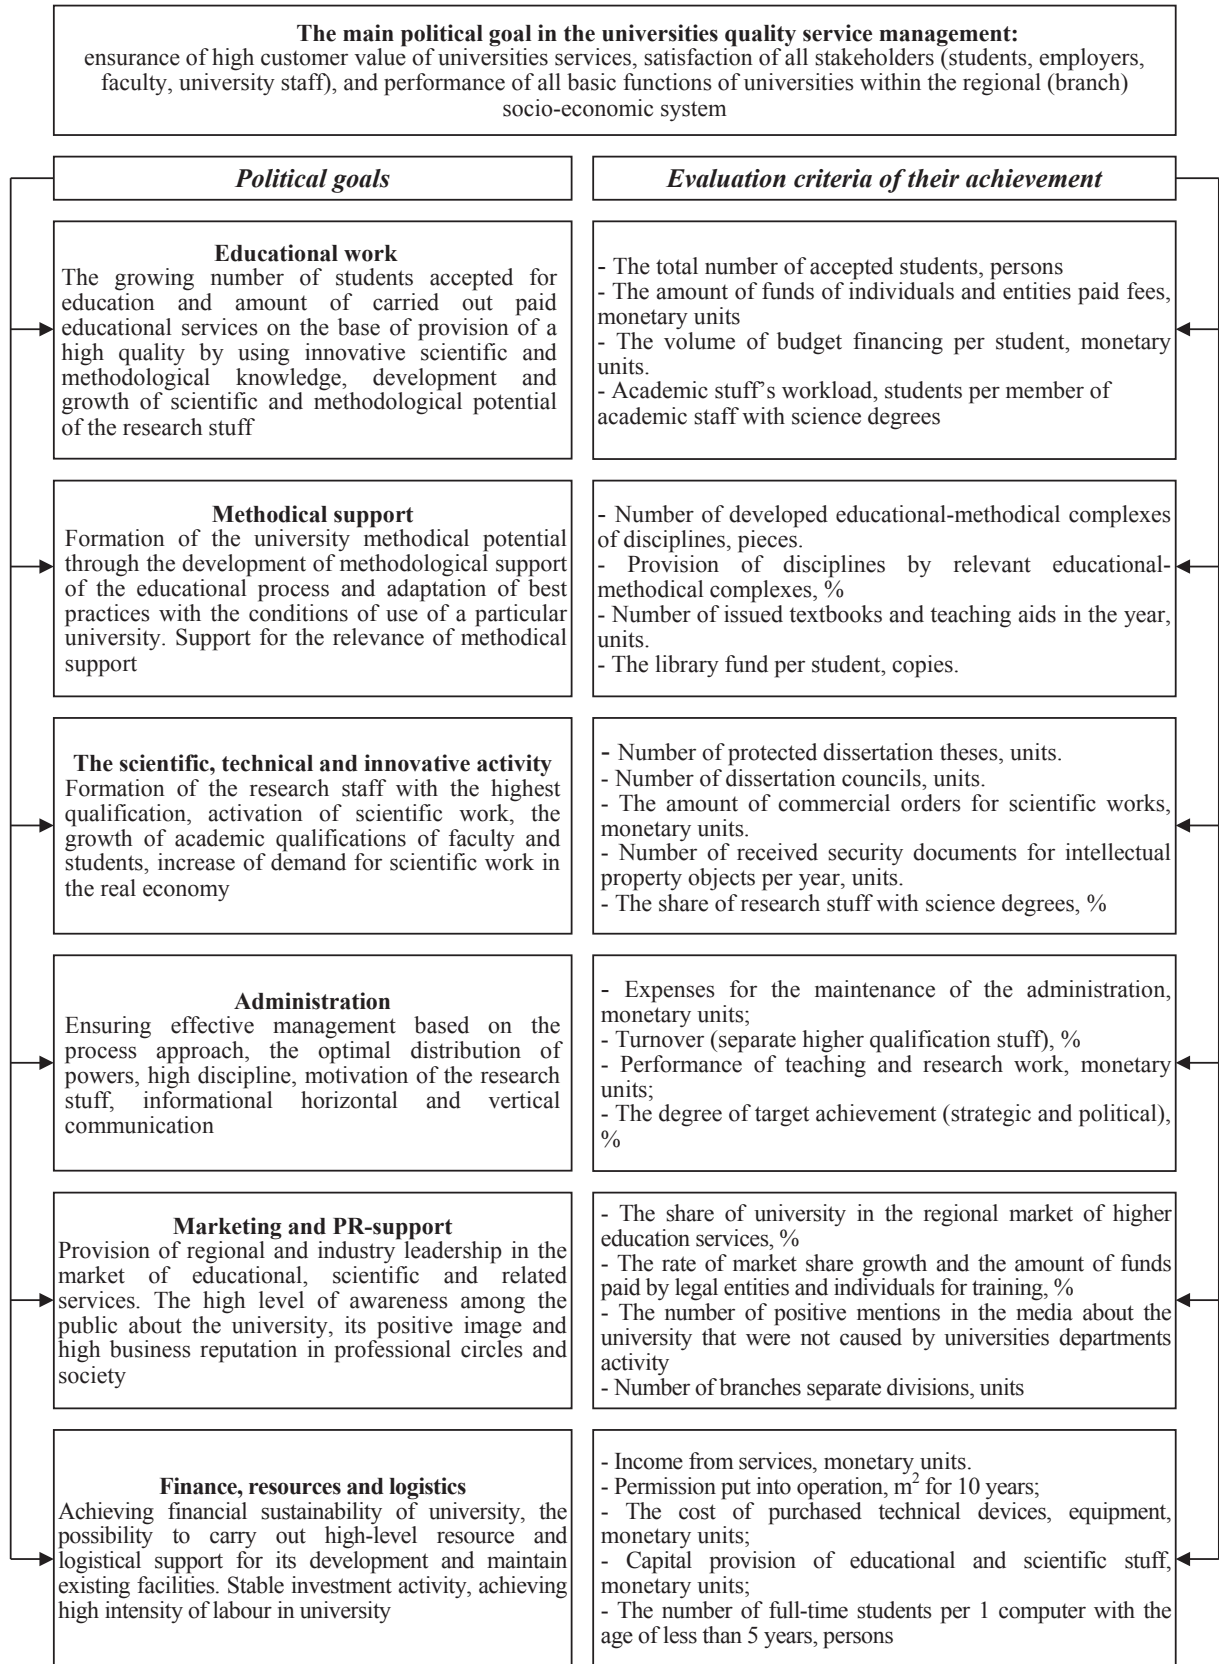 The main political goal in the universities quality service management:
ensurance of high customer value of universities services, satisfaction of all stakeholders (students, employers,
faculty, university staff), and performance of all basic functions of universities within the regional (branch)
socio-economic system
Political goals
Evaluation criteria of their achievement
Educational work
The growing number of students accepted for
education and amount of carried out paid
educational services on the base of provision of a
high quality by using innovative scientific and
methodological knowledge, development and
growth of scientific and methodological potential
of the research stuff
- The total number of accepted students, persons
- The amount of funds of individuals and entities paid fees,
monetary units
- The volume of budget financing per student, monetary
units.
- Academic stuff's workload, students per member of
academic staff with science degrees
Methodical support
Formation of the university methodical potential
through the development of methodological support
of the educational process and adaptation of best
practices with the conditions of use of a particular
university. Support for the relevance of methodical
support
- Number of developed educational-methodical complexes
of disciplines, pieces.
- Provision of disciplines by relevant educational-
methodical complexes, %
- Number of issued textbooks and teaching aids in the year,
units.
- The library fund per student, copies.
The scientific, technical and innovative activity
Formation of the research staff with the highest
qualification, activation of scientific work, the
growth of academic qualifications of faculty and
students, increase of demand for scientific work in
the real economy
- Number of protected dissertation theses, units.
- Number of dissertation councils, units.
- The amount of commercial orders for scientific works,
monetary units.
- Number of received security documents for intellectual
property objects per year, units.
- The share of research stuff with science degrees, %
Administration
Ensuring effective management based on the
process approach, the optimal distribution of
powers, high discipline, motivation of the research
stuff, informational horizontal and vertical
communication
- Expenses for the maintenance of the administration,
monetary units;
- Turnover (separate higher qualification stuff), %
- Performance of teaching and research work, monetary
units;
- The degree of target achievement (strategic and political),
%
Marketing and PR-support
Provision of regional and industry leadership in the
market of educational, scientific and related
services. The high level of awareness among the
public about the university, its positive image and
high business reputation in professional circles and
society
- The share of university in the regional market of higher
education services, %
- The rate of market share growth and the amount of funds
paid by legal entities and individuals for training, %
- The number of positive mentions in the media about the
university that were not caused by universities departments
activity
- Number of branches separate divisions, units
Finance, resources and logistics
Achieving financial sustainability of university, the
possibility to carry out high-level resource and
logistical support for its development and maintain
existing facilities. Stable investment activity, achieving
high intensity of labour in university
- Income from services, monetary units.
- Permission put into operation, m² for 10 years;
- The cost of purchased technical devices, equipment,
monetary units;
- Capital provision of educational and scientific stuff,
monetary units;
- The number of full-time students per 1 computer with the
age of less than 5 years, persons